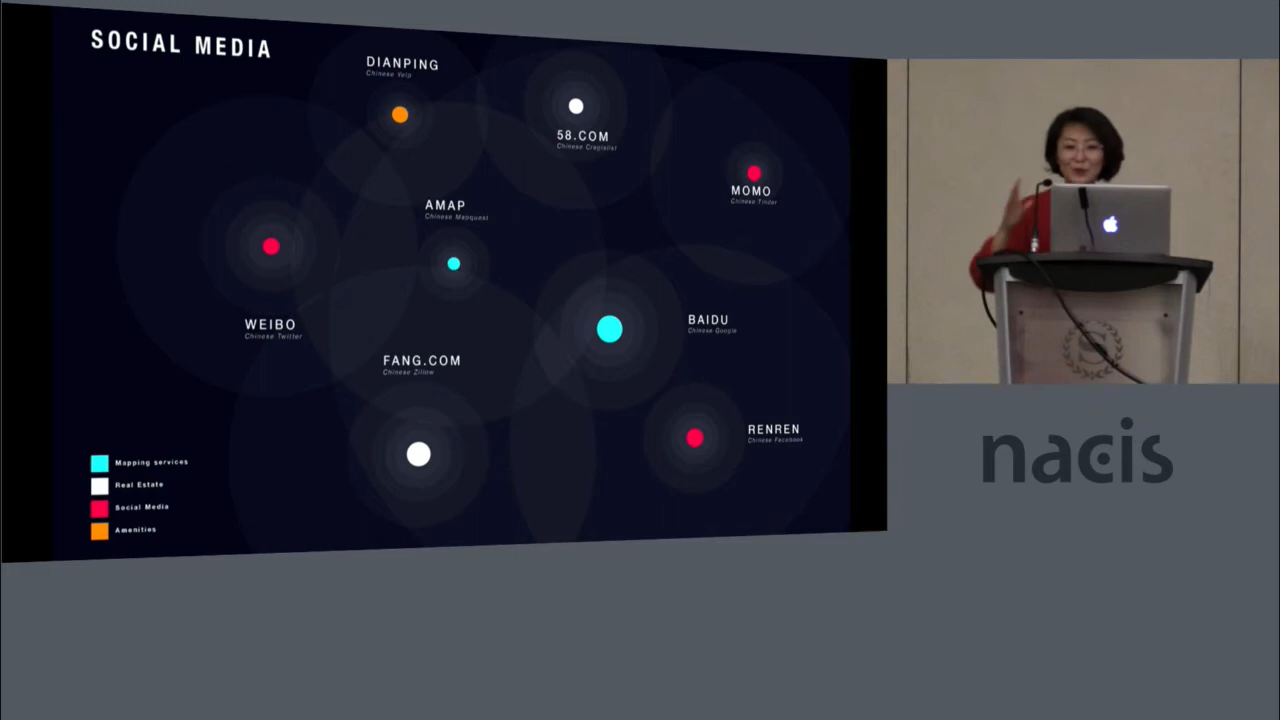 SOCIAL MEDIA
DIANPING
Chinese Yelp
58.COM
Chinese Cragislist
MOMO
Chinese Tinder
AMAP
Chinese Mapquest
WEIBO
Chinese Twitter
BAIDU
Chinese Google
FANG.COM
Chinese Zillow
RENREN
Chinese Facebook
Mapping services
Real Estate
Social Media
Amenities
S
nacis